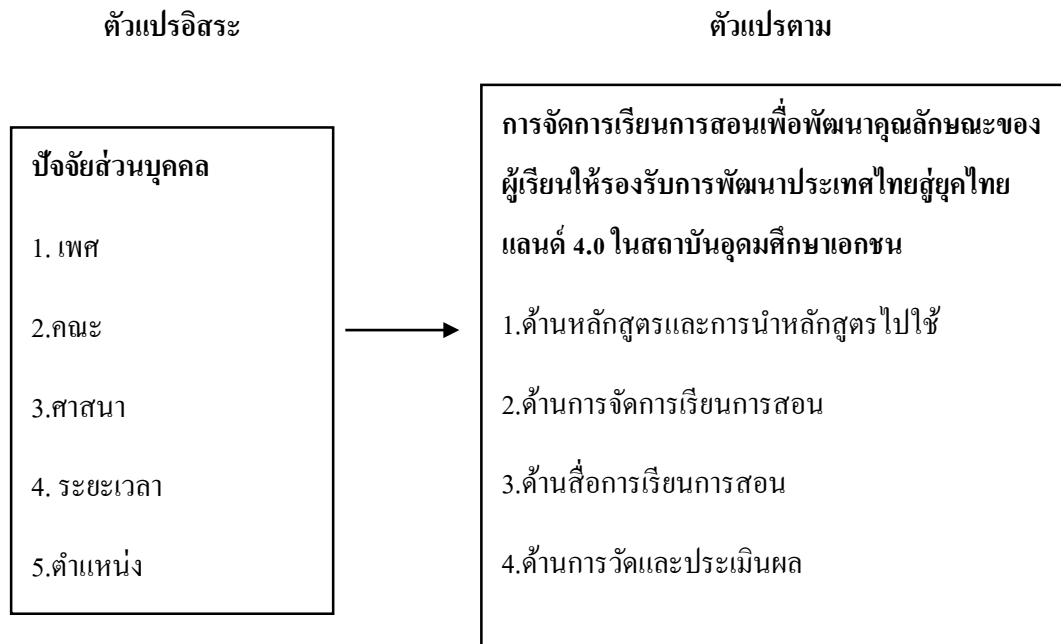 ตัวแปรอิสระ
ตัวแปรตาม
ปัจจัยส่วนบุคคล
1. เพศ
2.คณะ
3.ศาสนา
4. ระยะเวลา
5.ตำแหน่ง
การจัดการเรียนการสอนเพื่อพัฒนาคุณลักษณะของ
ผู้เรียนให้รองรับการพัฒนาประเทศไทยสู่ยุคไทย
แลนด์ 4.0 ในสถาบันอุดมศึกษาเอกชน
1.ด้านหลักสูตรและการนำหลักสูตรไปใช้
2.ด้านการจัดการเรียนการสอน
3.ด้านสื่อการเรียนการสอน
4.ด้านการวัดและประเมินผล